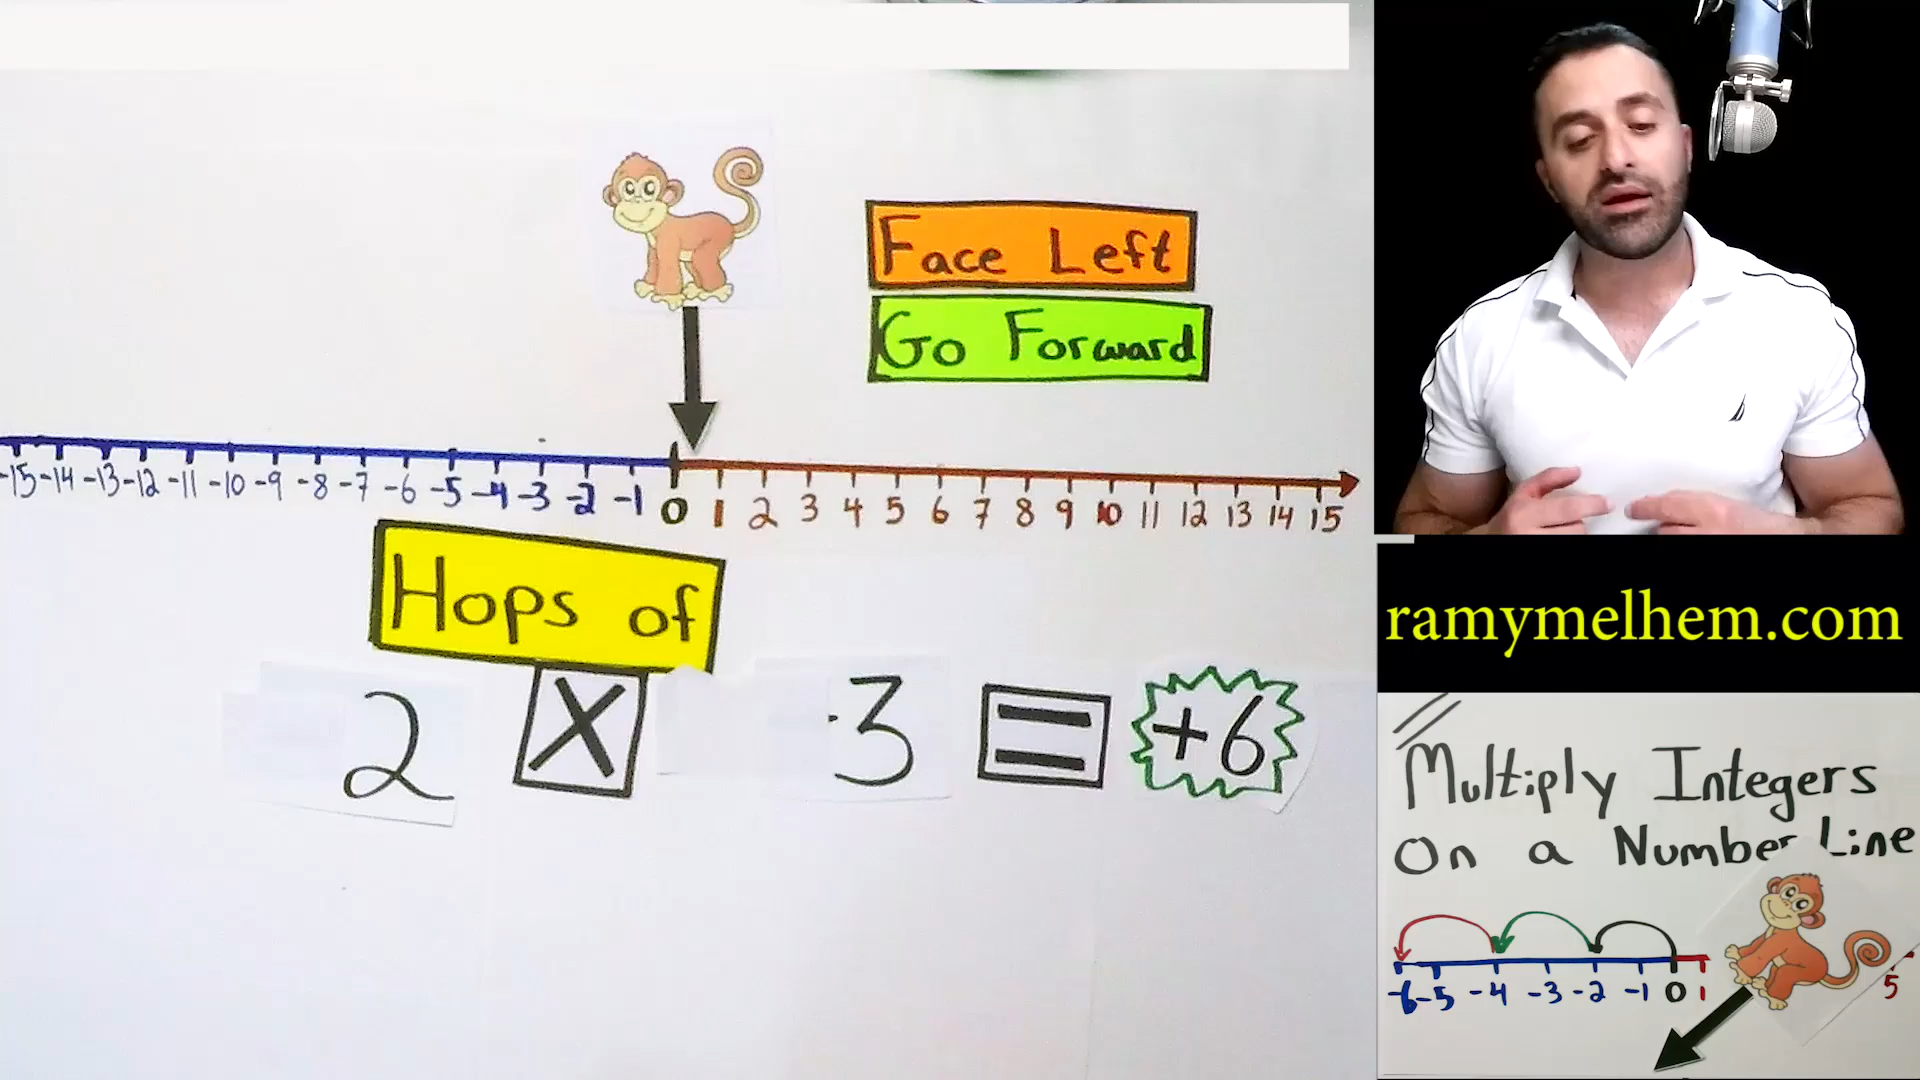 Face Left
Go Forward
-15 -14 -13 -12 -11 -10 -9 -8 -7 -6 -5 -4 -3 -2 -1 0 1 2 3 4 5 6 7 8 9 10 11 12 13 14 15
Hops of
2 X -3 = +6
ramymelhem.com
Multiply Integers
On a Number Line
-6 -5 -4 -3 -2 -1 0 1 5